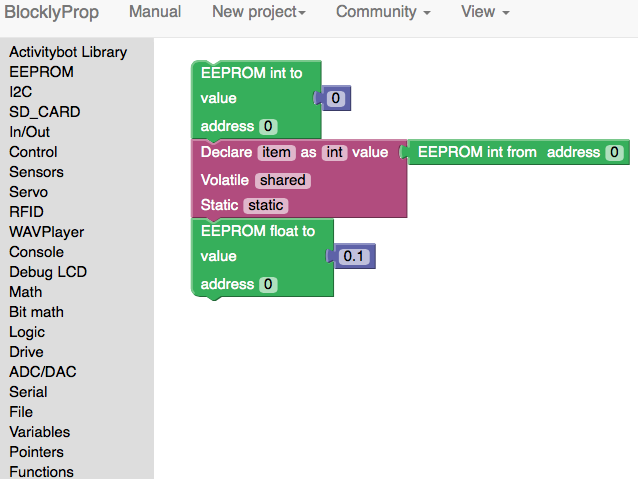 BlocklyProp Manual New project Community View
Activitybot Library
EEPROM
I2C
SD_CARD
In/Out
Control
Sensors
Servo
RFID
WAVPlayer
Console
Debug LCD
Math
Bit math
Logic
Drive
ADC/DAC
Serial
File
Variables
Pointers
Functions
EEPROM int to
value 0
address 0
Declare item as int value EEPROM int from address 0
Volatile shared
Static static
EEPROM float to
value 0.1
address 0